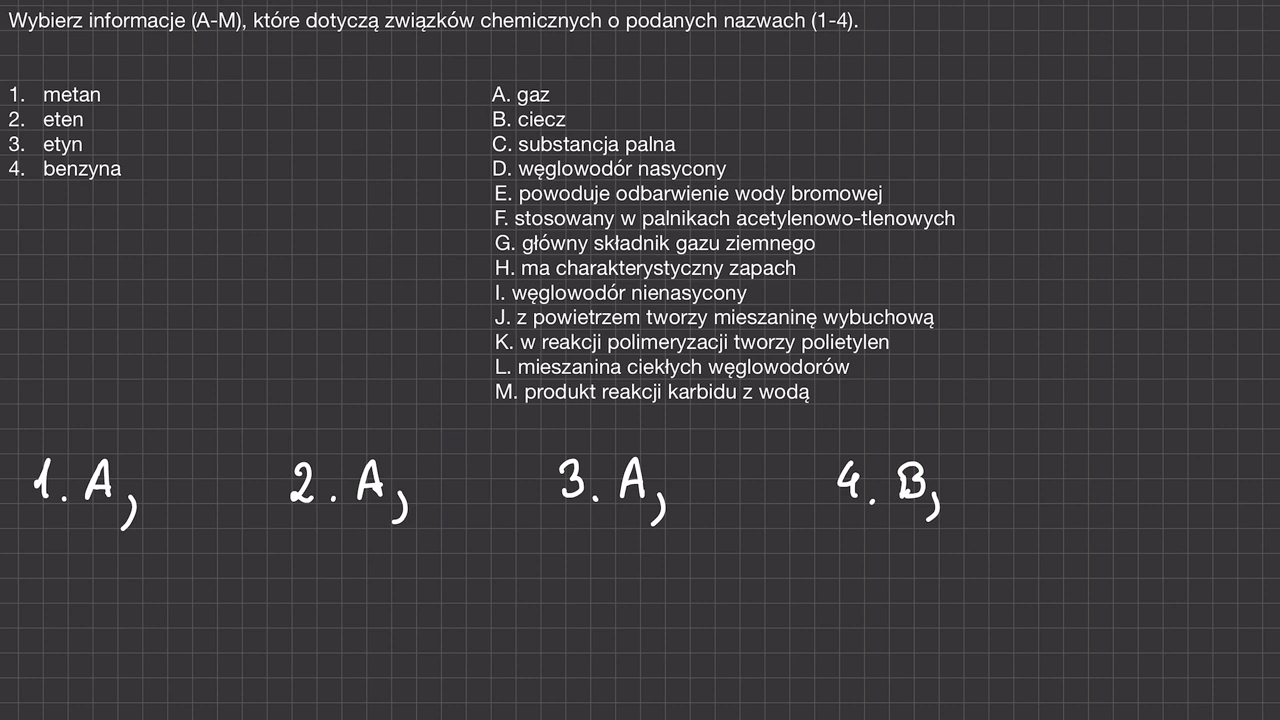 Wybierz informacje (A-M), które dotyczą związków chemicznych o podanych nazwach (1-4).
1. metan
2. eten
3. etyn
4. benzyna
A. gaz
B. ciecz
C. substancja palna
D. węglowodór nasycony
E. powoduje odbarwienie wody bromowej
F. stosowany w palnikach acetylenowo-tlenowych
G. główny składnik gazu ziemnego
H. ma charakterystyczny zapach
I. węglowodór nienasycony
J. z powietrzem tworzy mieszaninę wybuchową
K. w reakcji polimeryzacji tworzy polietylen
L. mieszanina ciekłych węglowodorów
M. produkt reakcji karbidu z wodą
1. A, 2. A, 3. A, 4. B,